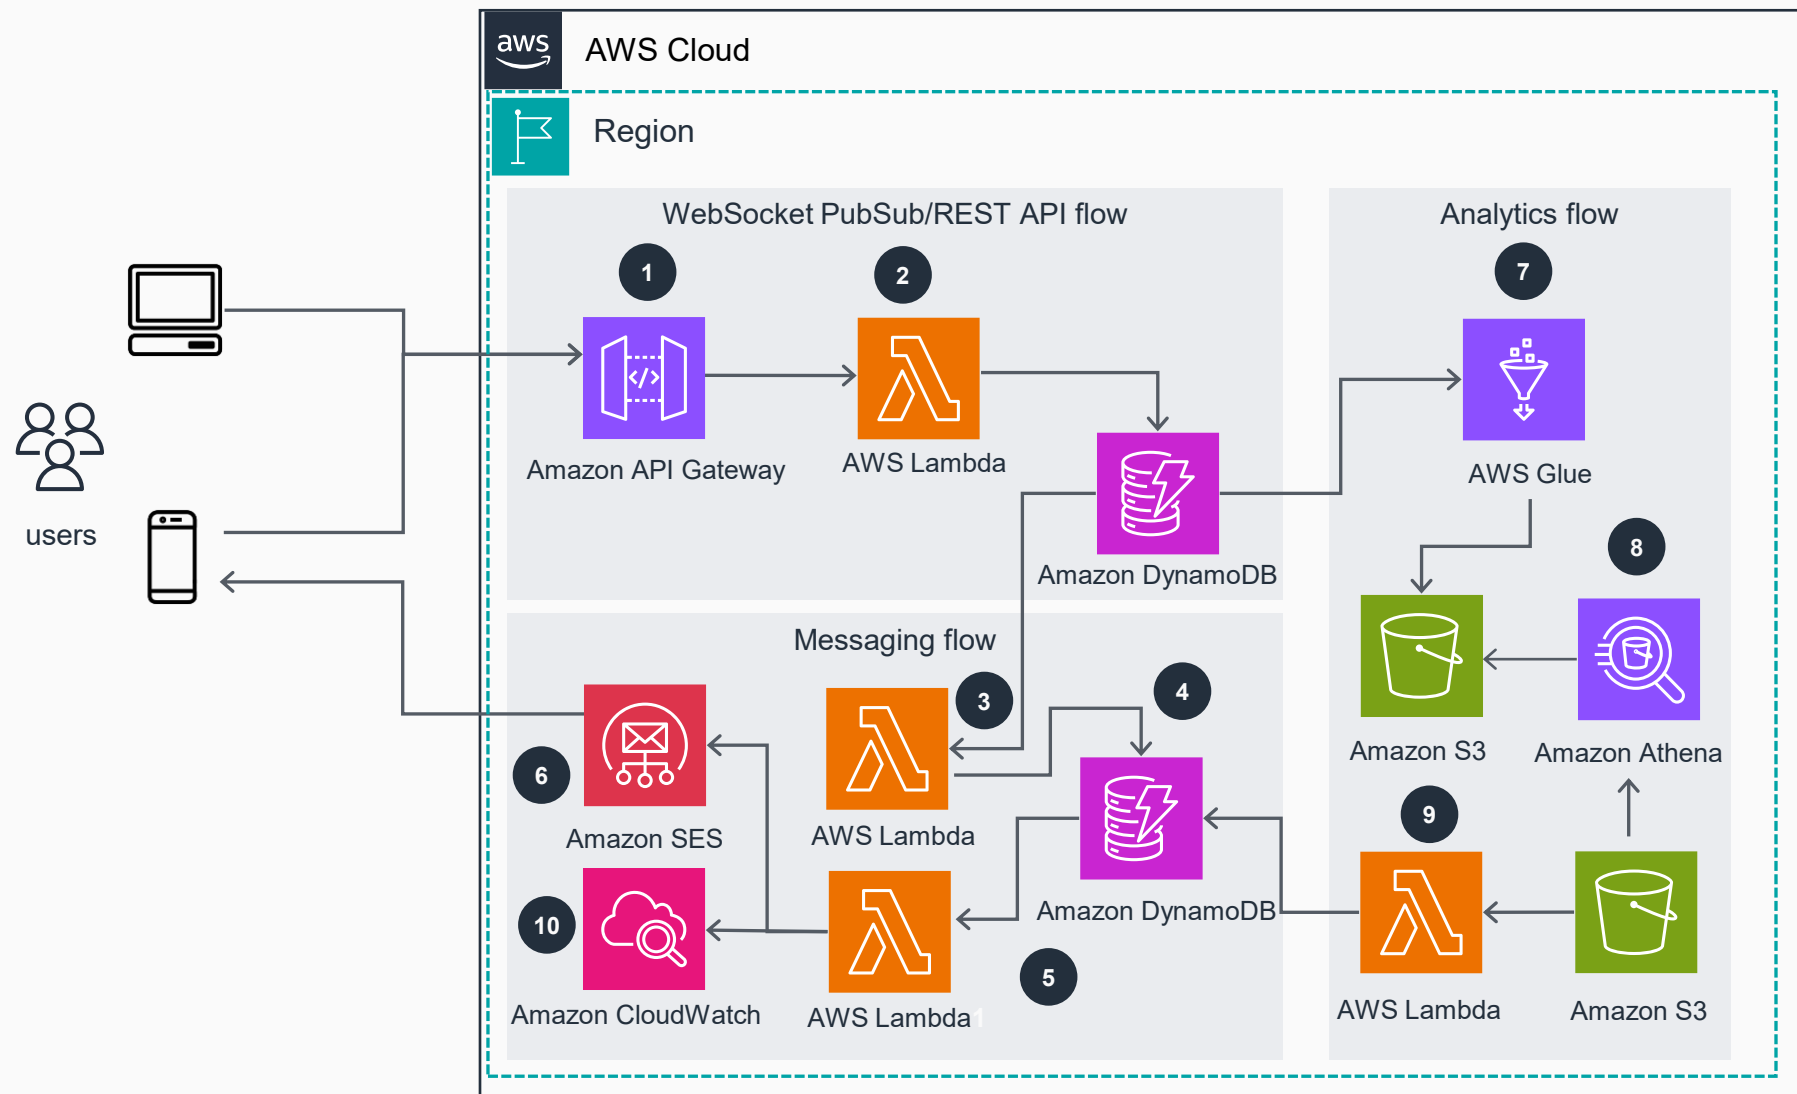 aws
AWS Cloud
Region
WebSocket PubSub/REST API flow
Analytics flow
1
2
7
</>
Amazon API Gateway
AWS Lambda
AWS Glue
users
8
Amazon DynamoDB
Messaging flow
3
4
Amazon S3
Amazon Athena
6
9
Amazon SES
AWS Lambda
10
Amazon DynamoDB
5
Amazon CloudWatch
AWS Lambda1
AWS Lambda
Amazon S3